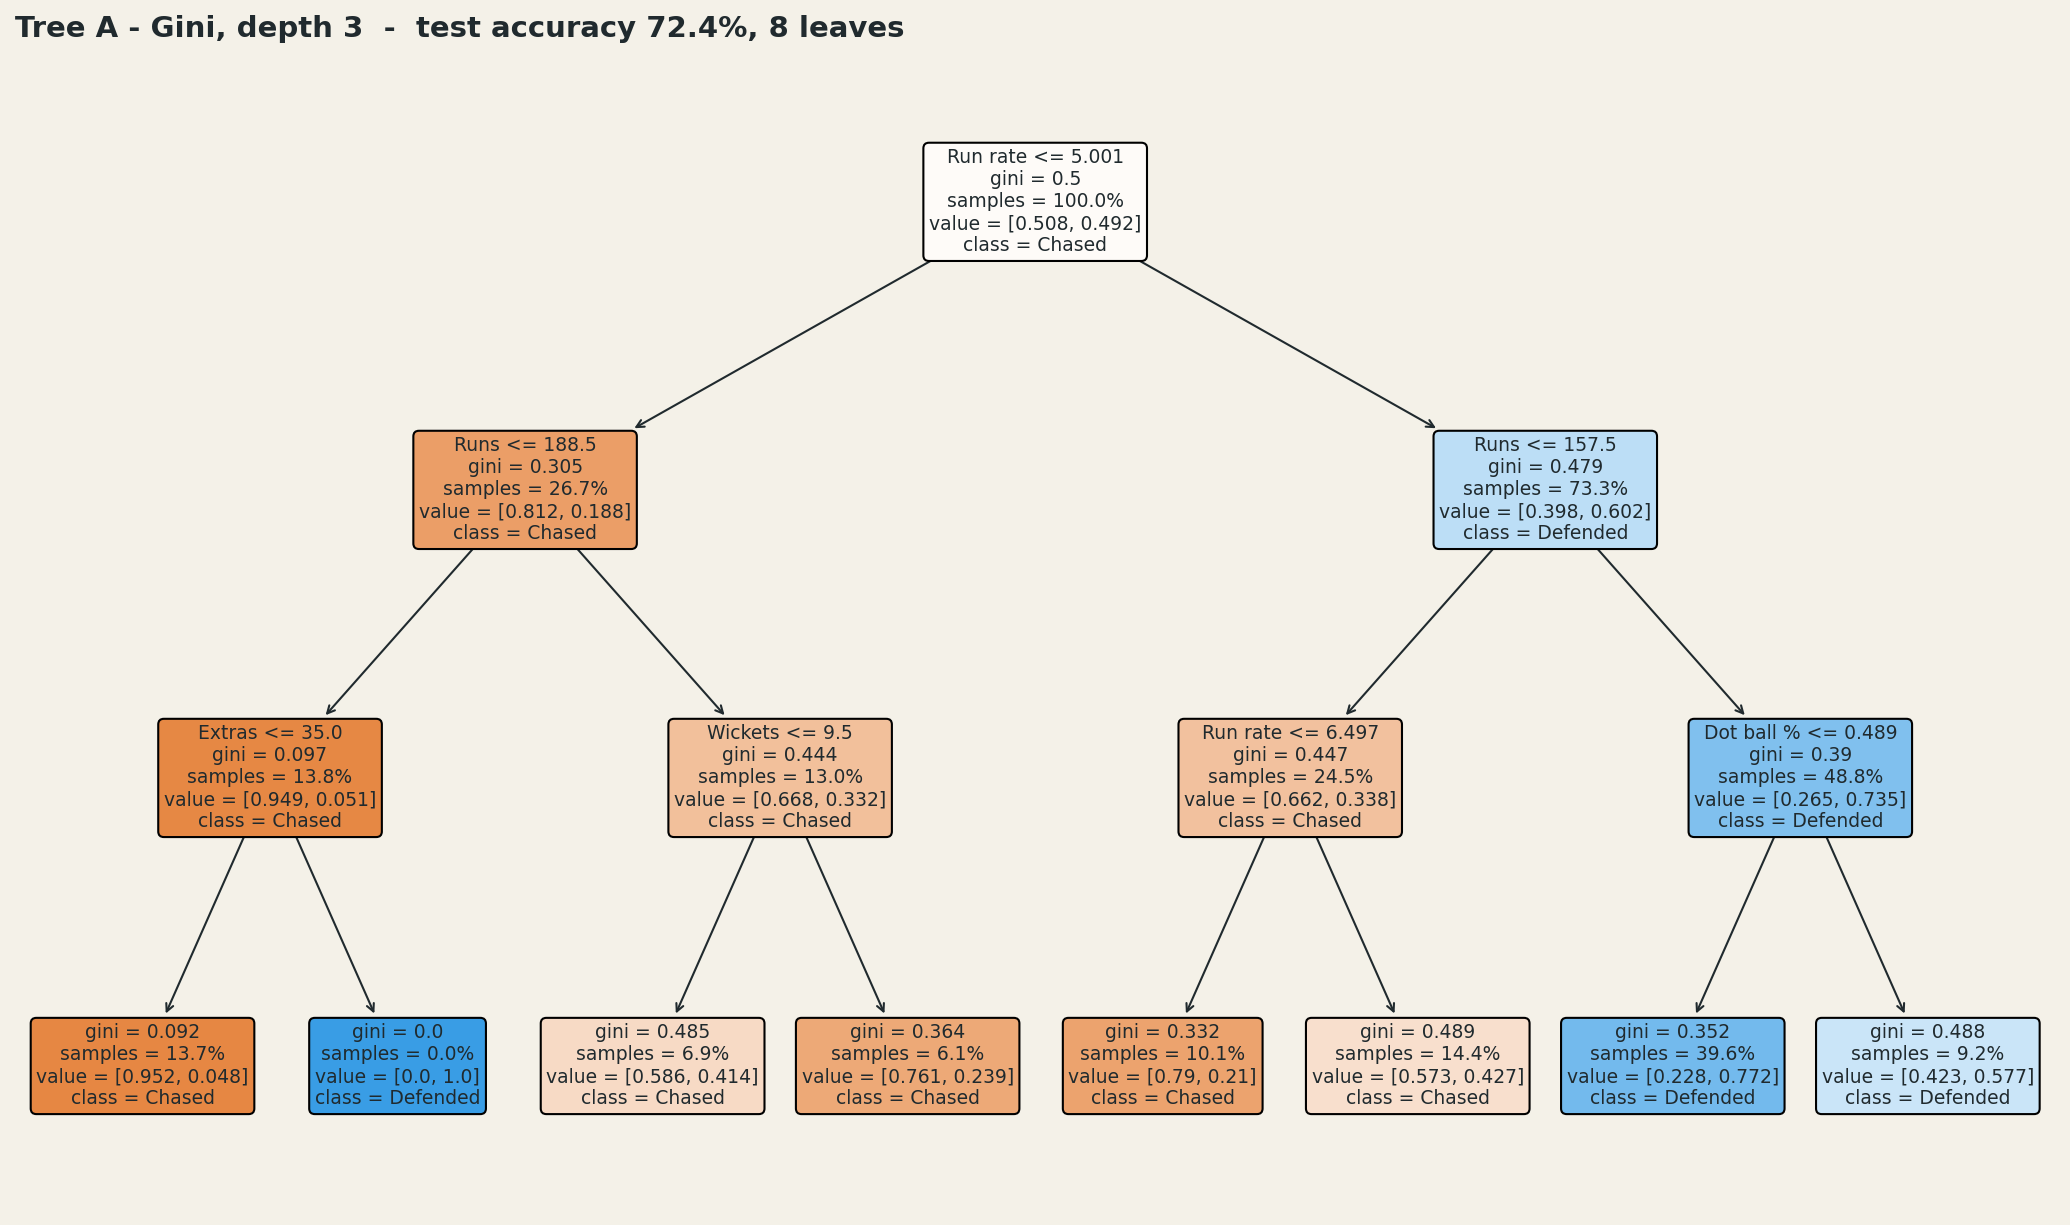 Tree A - Gini, depth 3  -  test accuracy 72.4%, 8 leaves
Run rate <= 5.001
gini = 0.5
samples = 100.0%
value = [0.508, 0.492]
class = Chased
Runs <= 188.5
gini = 0.305
samples = 26.7%
value = [0.812, 0.188]
class = Chased
Runs <= 157.5
gini = 0.479
samples = 73.3%
value = [0.398, 0.602]
class = Defended
Extras <= 35.0
gini = 0.097
samples = 13.8%
value = [0.949, 0.051]
class = Chased
Wickets <= 9.5
gini = 0.444
samples = 13.0%
value = [0.668, 0.332]
class = Chased
Run rate <= 6.497
gini = 0.447
samples = 24.5%
value = [0.662, 0.338]
class = Chased
Dot ball % <= 0.489
gini = 0.39
samples = 48.8%
value = [0.265, 0.735]
class = Defended
gini = 0.092
samples = 13.7%
value = [0.952, 0.048]
class = Chased
gini = 0.0
samples = 0.0%
value = [0.0, 1.0]
class = Defended
gini = 0.485
samples = 6.9%
value = [0.586, 0.414]
class = Chased
gini = 0.364
samples = 6.1%
value = [0.761, 0.239]
class = Chased
gini = 0.332
samples = 10.1%
value = [0.79, 0.21]
class = Chased
gini = 0.489
samples = 14.4%
value = [0.573, 0.427]
class = Chased
gini = 0.352
samples = 39.6%
value = [0.228, 0.772]
class = Defended
gini = 0.488
samples = 9.2%
value = [0.423, 0.577]
class = Defended